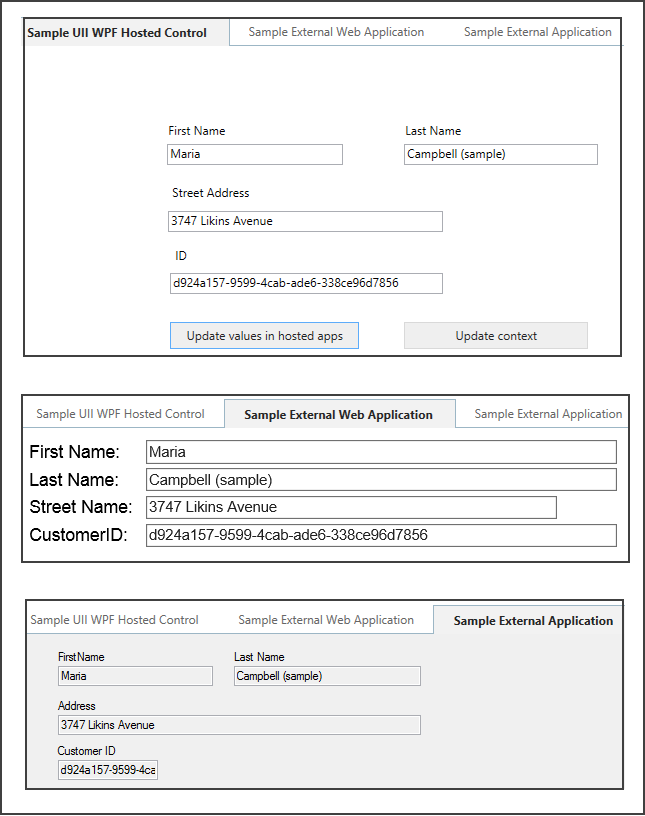 Sample UII WPF Hosted Control Sample External Web Application Sample External Application
First Name Last Name
Maria Campbell (sample)
Street Address
3747 Likins Avenue
ID
d924a157-9599-4cab-ade6-338ce96d7856
Update values in hosted apps Update context
Sample UII WPF Hosted Control Sample External Web Application Sample External Application
First Name: Maria
Last Name: Campbell (sample)
Street Name: 3747 Likins Avenue
CustomerID: d924a157-9599-4cab-ade6-338ce96d7856
Sample UII WPF Hosted Control Sample External Web Application Sample External Application
FirstName Last Name
Maria Campbell (sample)
Address
3747 Likins Avenue
Customer ID
d924a157-9599-4ca